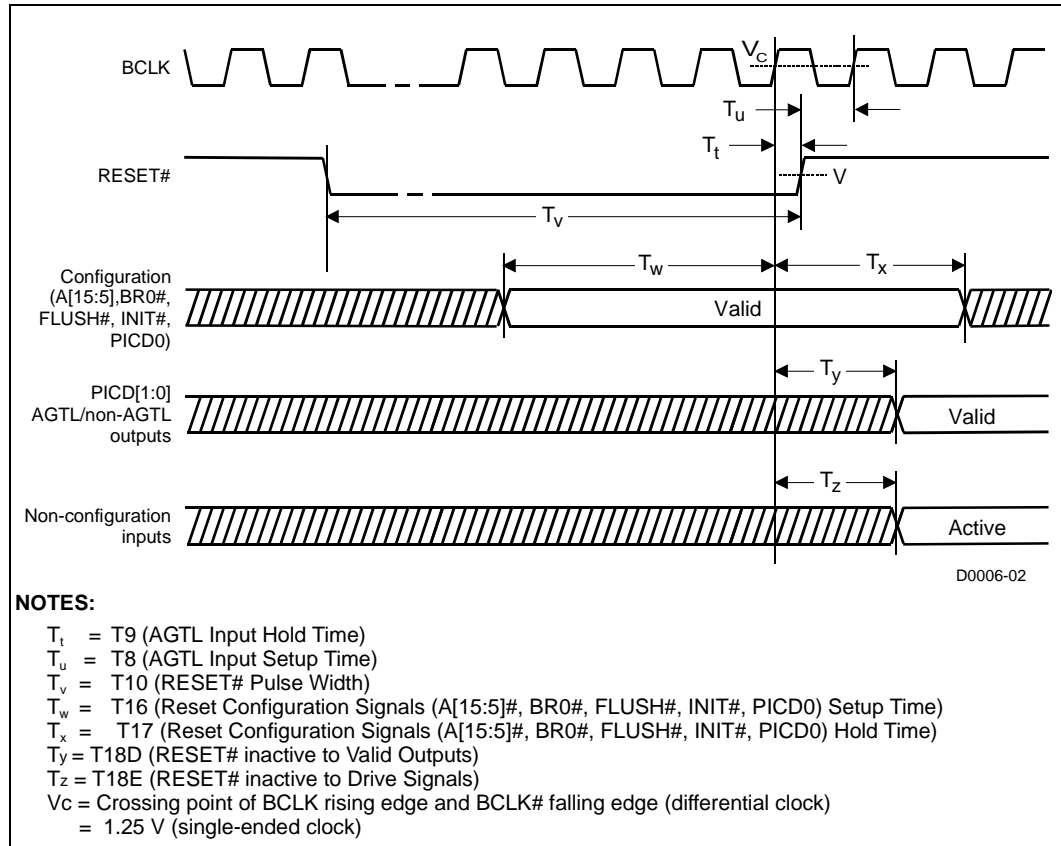 BCLK
V_C
T_u
T_t
RESET#
V
T_v
T_w
T_x
Configuration
(A[15:5],BR0#,
FLUSH#, INIT#,
PICD0)
Valid
T_y
PICD[1:0]
AGTL/non-AGTL
outputs
Valid
T_z
Non-configuration
inputs
Active
D0006-02
NOTES:
T_t = T9 (AGTL Input Hold Time)
T_u = T8 (AGTL Input Setup Time)
T_v = T10 (RESET# Pulse Width)
T_w = T16 (Reset Configuration Signals (A[15:5]#, BR0#, FLUSH#, INIT#, PICD0) Setup Time)
T_x = T17 (Reset Configuration Signals (A[15:5]#, BR0#, FLUSH#, INIT#, PICD0) Hold Time)
Ty = T18D (RESET# inactive to Valid Outputs)
Tz = T18E (RESET# inactive to Drive Signals)
Vc = Crossing point of BCLK rising edge and BCLK# falling edge (differential clock)
= 1.25 V (single-ended clock)